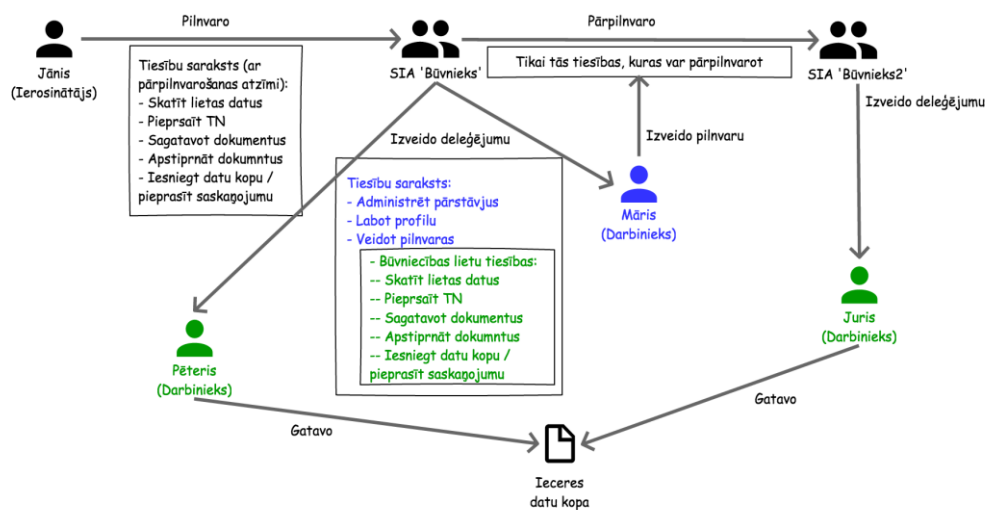 Pilnvaro
Pārpilnvaro
Jānis
(Ierosinātājs)
SIA 'Būvnieks'
SIA 'Būvnieks2'
Tiesību saraksts (ar
pārpilnvarošanas atzīmi):
- Skatīt lietas datus
- Pieprsaīt TN
- Sagatavot dokumentus
- Apstiprnāt dokumntus
- Iesniegt datu kopu /
pieprasīt saskaņojumu
Tikai tās tiesības, kuras var pārpilnvarot
Izveido deleģējumu
Izveido deleģējumu
Izveido pilnvaru
Tiesību saraksts:
- Administrēt pārstāvjus
- Labot profilu
- Veidot pilnvaras
- Būvniecības lietu tiesības:
-- Skatīt lietas datus
-- Pieprsaīt TN
-- Sagatavot dokumentus
-- Apstiprnāt dokumntus
-- Iesniegt datu kopu /
pieprasīt saskaņojumu
Māris
(Darbinieks)
Juris
(Darbinieks)
Pēteris
(Darbinieks)
Gatavo
Gatavo
Ieceres
datu kopa